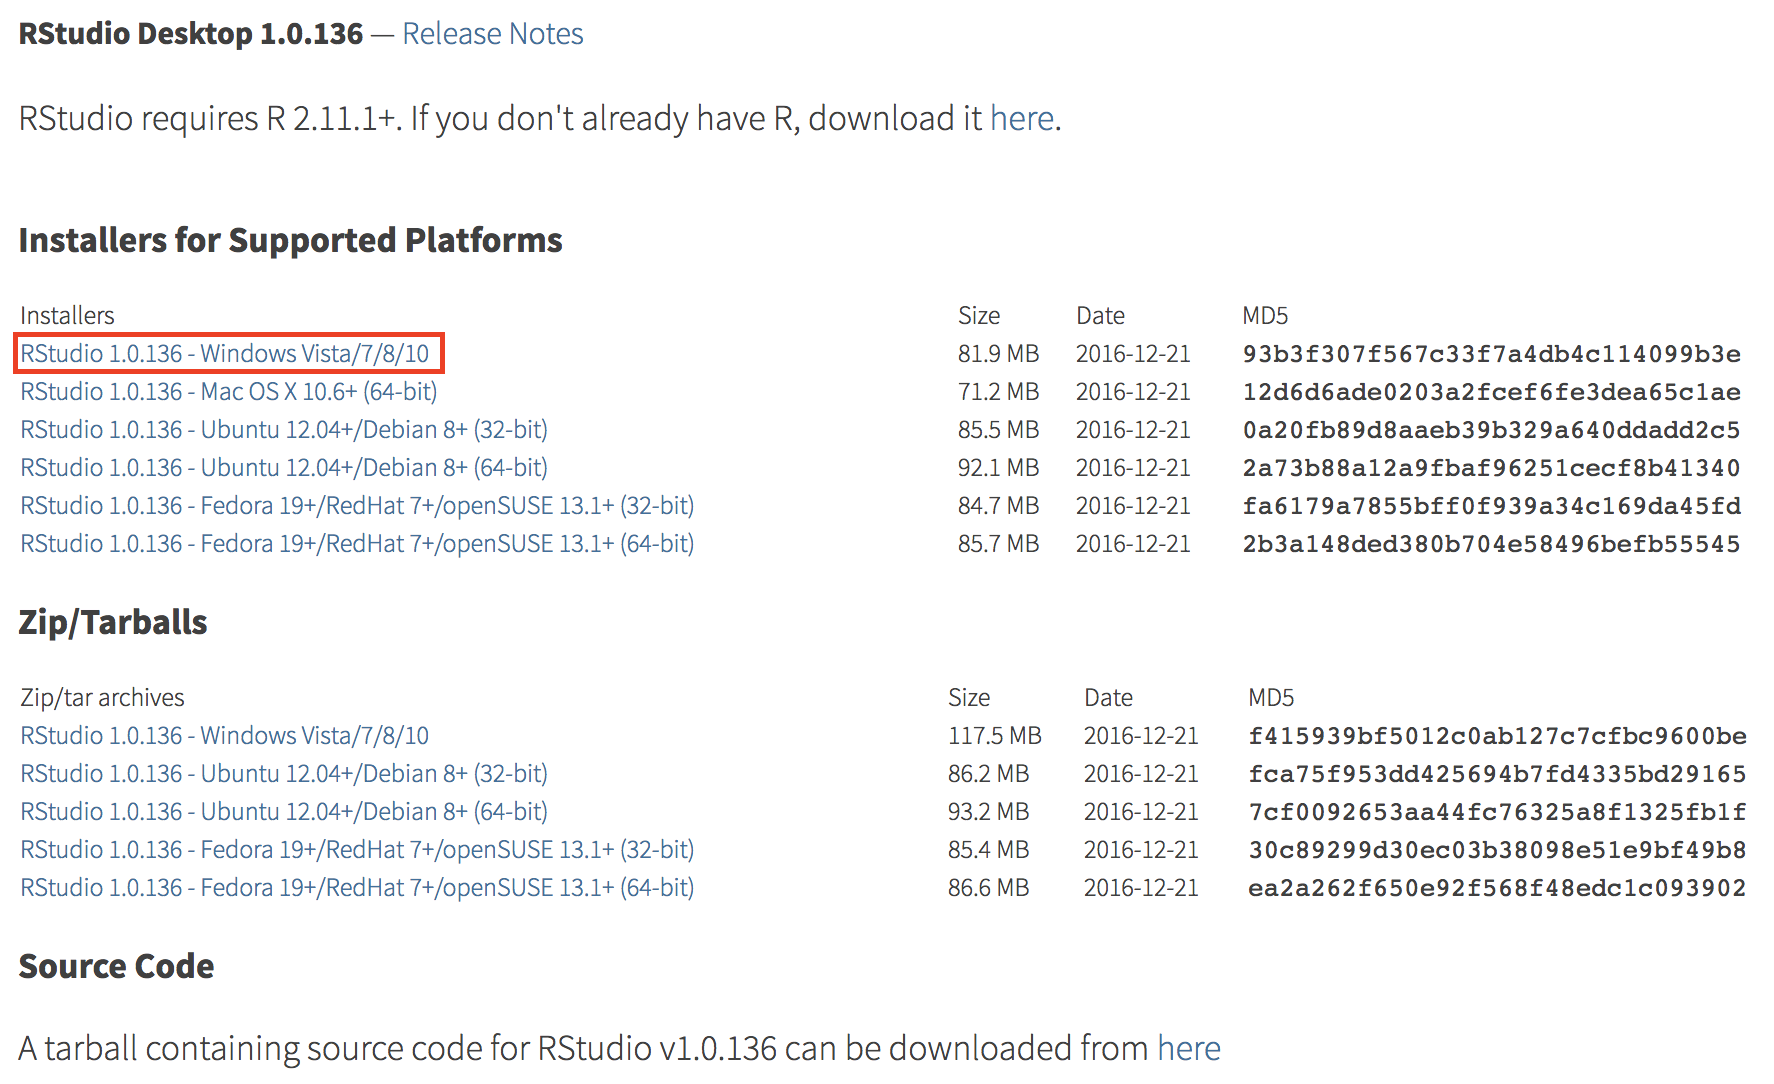 RStudio Desktop 1.0.136 — Release Notes
RStudio requires R 2.11.1+. If you don't already have R, download it here.
Installers for Supported Platforms
Installers Size Date MD5
RStudio 1.0.136 - Windows Vista/7/8/10 81.9 MB 2016-12-21 93b3f307f567c33f7a4db4c114099b3e
RStudio 1.0.136 - Mac OS X 10.6+ (64-bit) 71.2 MB 2016-12-21 12d6d6ade0203a2fcef6fe3dea65c1ae
RStudio 1.0.136 - Ubuntu 12.04+/Debian 8+ (32-bit) 85.5 MB 2016-12-21 0a20fb89d8aaeb39b329a640ddadd2c5
RStudio 1.0.136 - Ubuntu 12.04+/Debian 8+ (64-bit) 92.1 MB 2016-12-21 2a73b88a12a9fbaf96251cecf8b41340
RStudio 1.0.136 - Fedora 19+/RedHat 7+/openSUSE 13.1+ (32-bit) 84.7 MB 2016-12-21 fa6179a7855bff0f939a34c169da45fd
RStudio 1.0.136 - Fedora 19+/RedHat 7+/openSUSE 13.1+ (64-bit) 85.7 MB 2016-12-21 2b3a148ded380b704e58496befb55545
Zip/Tarballs
Zip/tar archives Size Date MD5
RStudio 1.0.136 - Windows Vista/7/8/10 117.5 MB 2016-12-21 f415939bf5012c0ab127c7cfbc9600be
RStudio 1.0.136 - Ubuntu 12.04+/Debian 8+ (32-bit) 86.2 MB 2016-12-21 fca75f953dd425694b7fd4335bd29165
RStudio 1.0.136 - Ubuntu 12.04+/Debian 8+ (64-bit) 93.2 MB 2016-12-21 7cf0092653aa44fc76325a8f1325fb1f
RStudio 1.0.136 - Fedora 19+/RedHat 7+/openSUSE 13.1+ (32-bit) 85.4 MB 2016-12-21 30c89299d30ec03b38098e51e9bf49b8
RStudio 1.0.136 - Fedora 19+/RedHat 7+/openSUSE 13.1+ (64-bit) 86.6 MB 2016-12-21 ea2a262f650e92f568f48edc1c093902
Source Code
A tarball containing source code for RStudio v1.0.136 can be downloaded from here